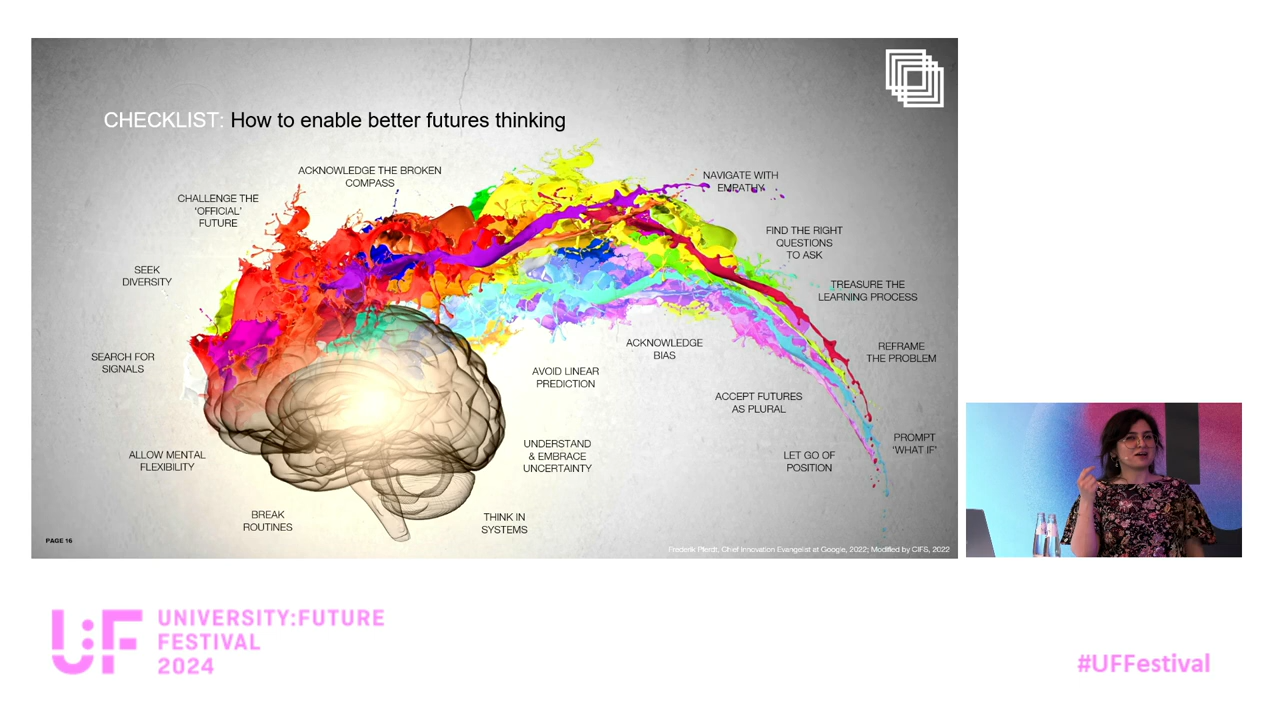 CHECKLIST: How to enable better futures thinking
ACKNOWLEDGE THE BROKEN
COMPASS
NAVIGATE WITH
EMPATHY
CHALLENGE THE
'OFFICIAL'
FUTURE
FIND THE RIGHT
QUESTIONS
TO ASK
SEEK
DIVERSITY
TREASURE THE
LEARNING PROCESS
SEARCH FOR
SIGNALS
ACKNOWLEDGE
BIAS
REFRAME
THE PROBLEM
AVOID LINEAR
PREDICTION
ACCEPT FUTURES
AS PLURAL
ALLOW MENTAL
FLEXIBILITY
UNDERSTAND
& EMBRACE
UNCERTAINTY
LET GO OF
POSITION
PROMPT
'WHAT IF'
BREAK
ROUTINES
THINK IN
SYSTEMS
PAGE 16
Frederik Pferdt, Chief Innovation Evangelist at Google, 2022; Modified by CIFS, 2022
U:F
UNIVERSITY:FUTURE
FESTIVAL
2024
#UFFestival